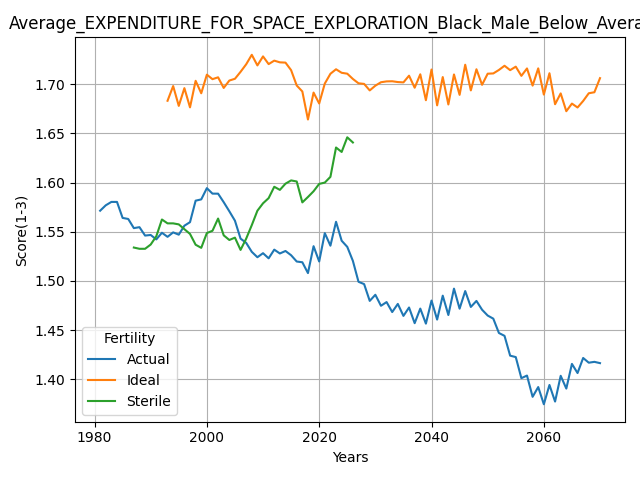 Average_EXPENDITURE_FOR_SPACE_EXPLORATION_Black_Male_Below_Avera
Score(1-3)
1.70
1.65
1.60
1.55
1.50
1.45
1.40
Fertility
Actual
Ideal
Sterile
1980
2000
2020
2040
2060
Years